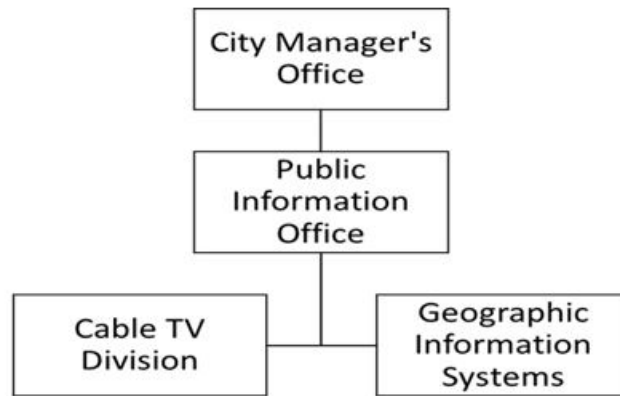 City Manager's
Office
Public
Information
Office
Cable TV
Division
Geographic
Information
Systems